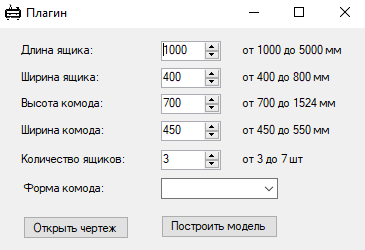 Плагин
Длина ящика: 1000 от 1000 до 5000 мм
Ширина ящика: 400 от 400 до 800 мм
Высота комода: 700 от 700 до 1524 мм
Ширина комода: 450 от 450 до 550 мм
Количество ящиков: 3 от 3 до 7 шт
Форма комода:
Открыть чертеж Построить модель